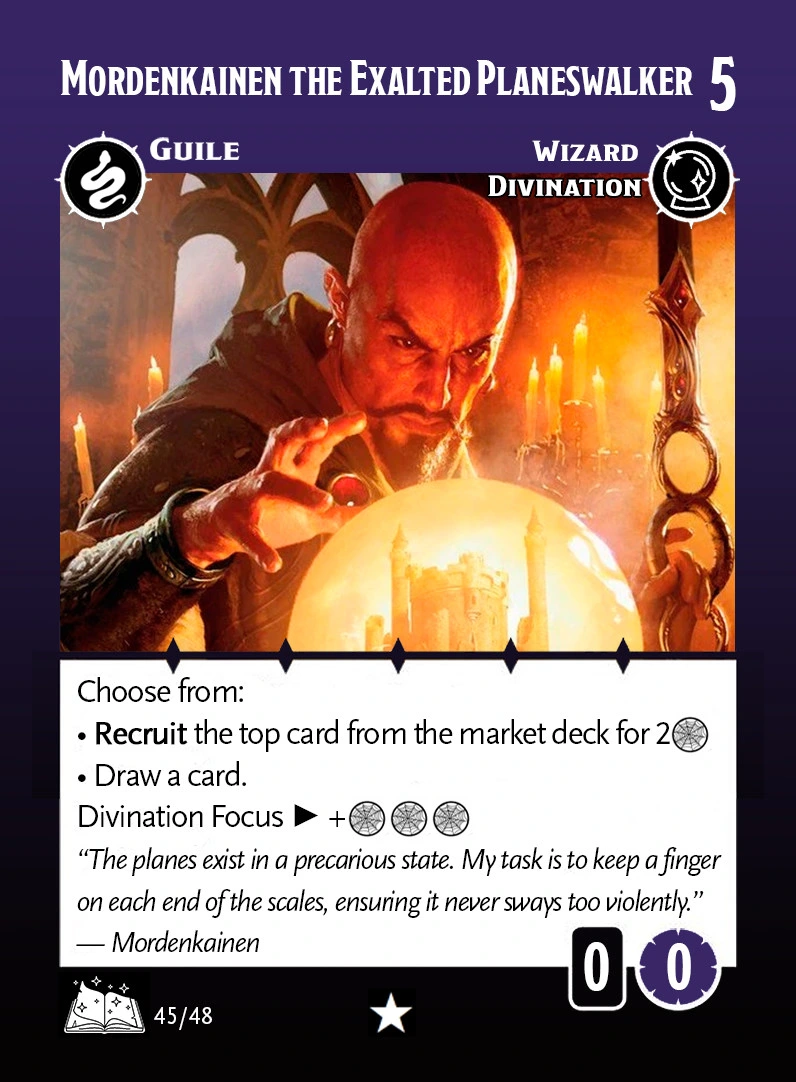 Mordenkainen the Exalted Planeswalker 5
Guile
Wizard
Divination
Choose from:
• Recruit the top card from the market deck for 2
• Draw a card.
Divination Focus ► +
“The planes exist in a precarious state. My task is to keep a finger
on each end of the scales, ensuring it never sways too violently.”
— Mordenkainen
0 0
45/48